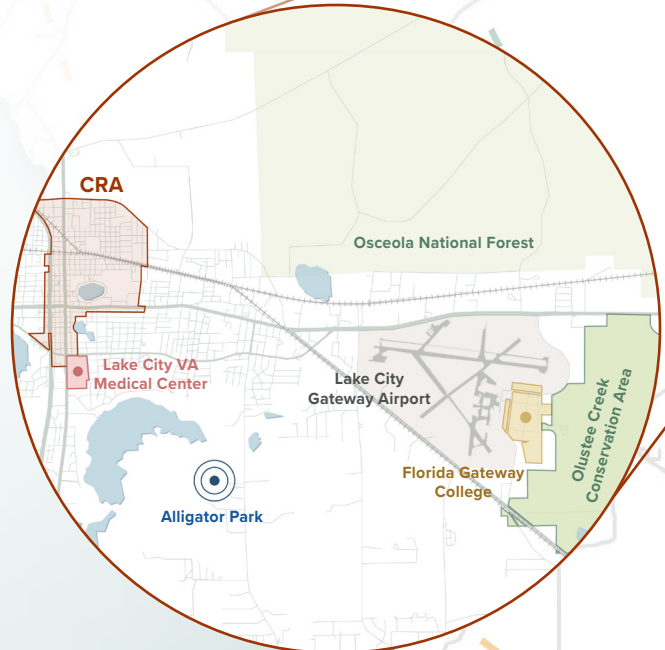 CRA
Osceola National Forest
Lake City VA
Medical Center
Lake City
Gateway Airport
Olustee Creek
Conservation Area
Florida Gateway
College
Alligator Park